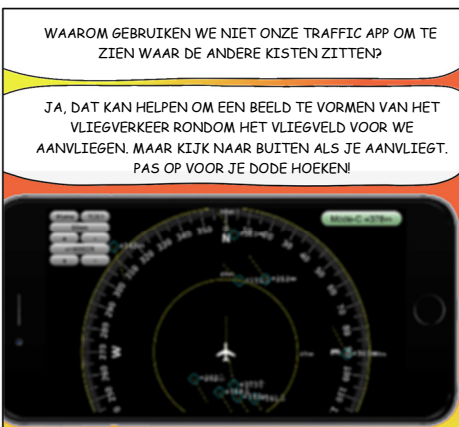 WAAROM GEBRUIKEN WE NIET ONZE TRAFFIC APP OM TE
ZIEN WAAR DE ANDERE KISTEN ZITTEN?
JA, DAT KAN HELPEN OM EEN BEELD TE VORMEN VAN HET
VLIEGVERKEER RONDOM HET VLIEGVELD VOOR WE
AANVLIEGEN. MAAR KIJK NAAR BUITEN ALS JE AANVLIEGT.
PAS OP VOOR JE DODE HOEKEN!
N
W
E